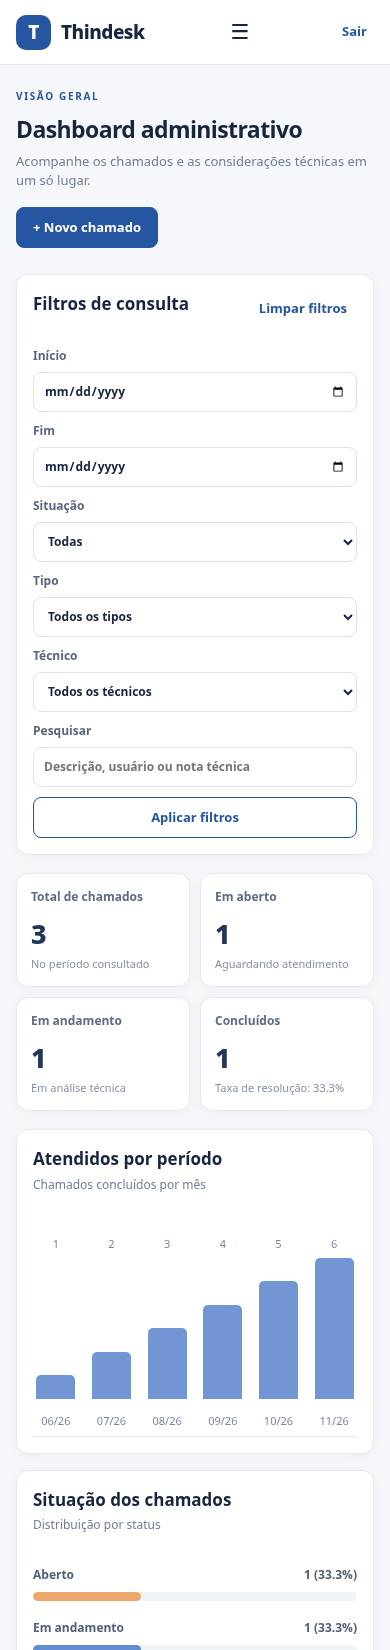 T Thindesk ☰ Sair
VISÃO GERAL
Dashboard administrativo
Acompanhe os chamados e as considerações técnicas em
um só lugar.
+ Novo chamado
Filtros de consulta
Limpar filtros
Início
mm/dd/yyyy
Fim
mm/dd/yyyy
Situação
Todas
Tipo
Todos os tipos
Técnico
Todos os técnicos
Pesquisar
Descrição, usuário ou nota técnica
Aplicar filtros
Total de chamados
3
No período consultado
Em aberto
1
Aguardando atendimento
Em andamento
1
Em análise técnica
Concluídos
1
Taxa de resolução: 33.3%
Atendidos por período
Chamados concluídos por mês
1 2 3 4 5 6
06/26 07/26 08/26 09/26 10/26 11/26
Situação dos chamados
Distribuição por status
Aberto 1 (33.3%)
Em andamento 1 (33.3%)